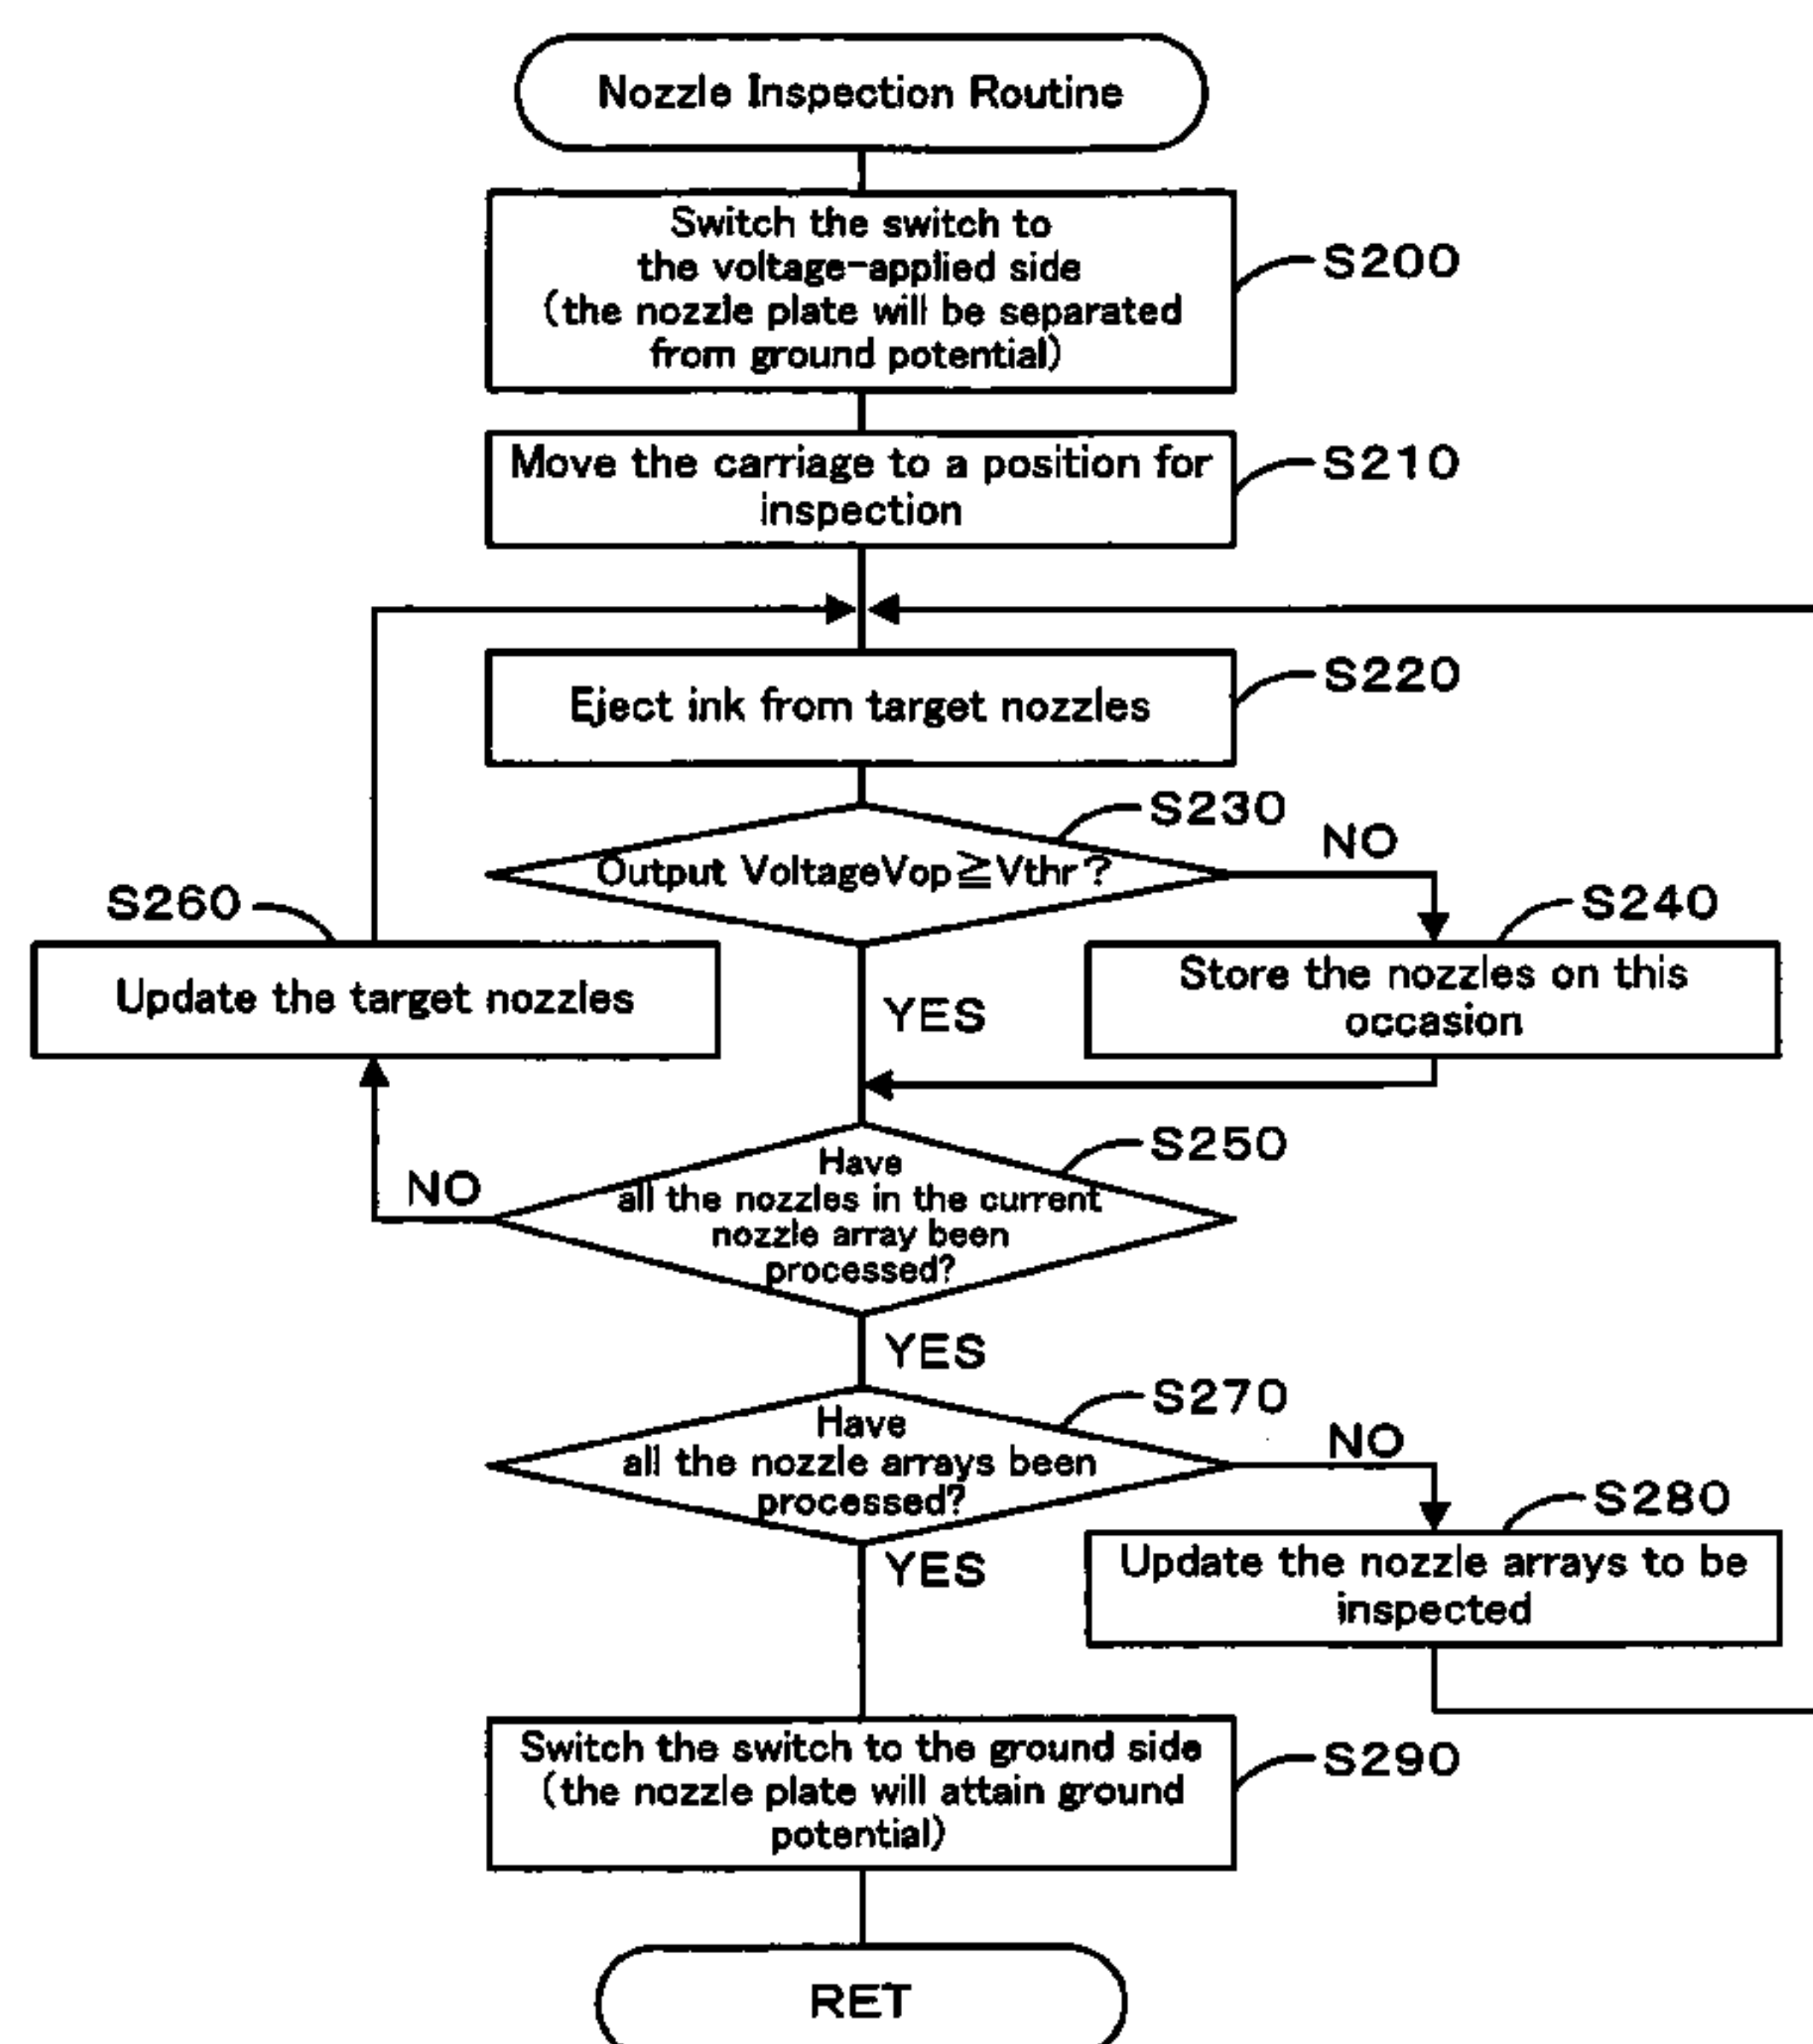 Nozzle Inspection Routine
Switch the switch to
the voltage-applied side
(the nozzle plate will be separated
from ground potential)
S200
Move the carriage to a position for
inspection
S210
Eject ink from target nozzles
S220
Output VoltageVop≧Vthr?
S230
NO
YES
Store the nozzles on this
occasion
S240
S260
Update the target nozzles
Have
all the nozzles in the current
nozzle array been
processed?
S250
NO
YES
Have
all the nozzle arrays been
processed?
S270
NO
YES
S280
Update the nozzle arrays to be
inspected
Switch the switch to the ground side
(the nozzle plate will attain ground
potential)
S290
RET